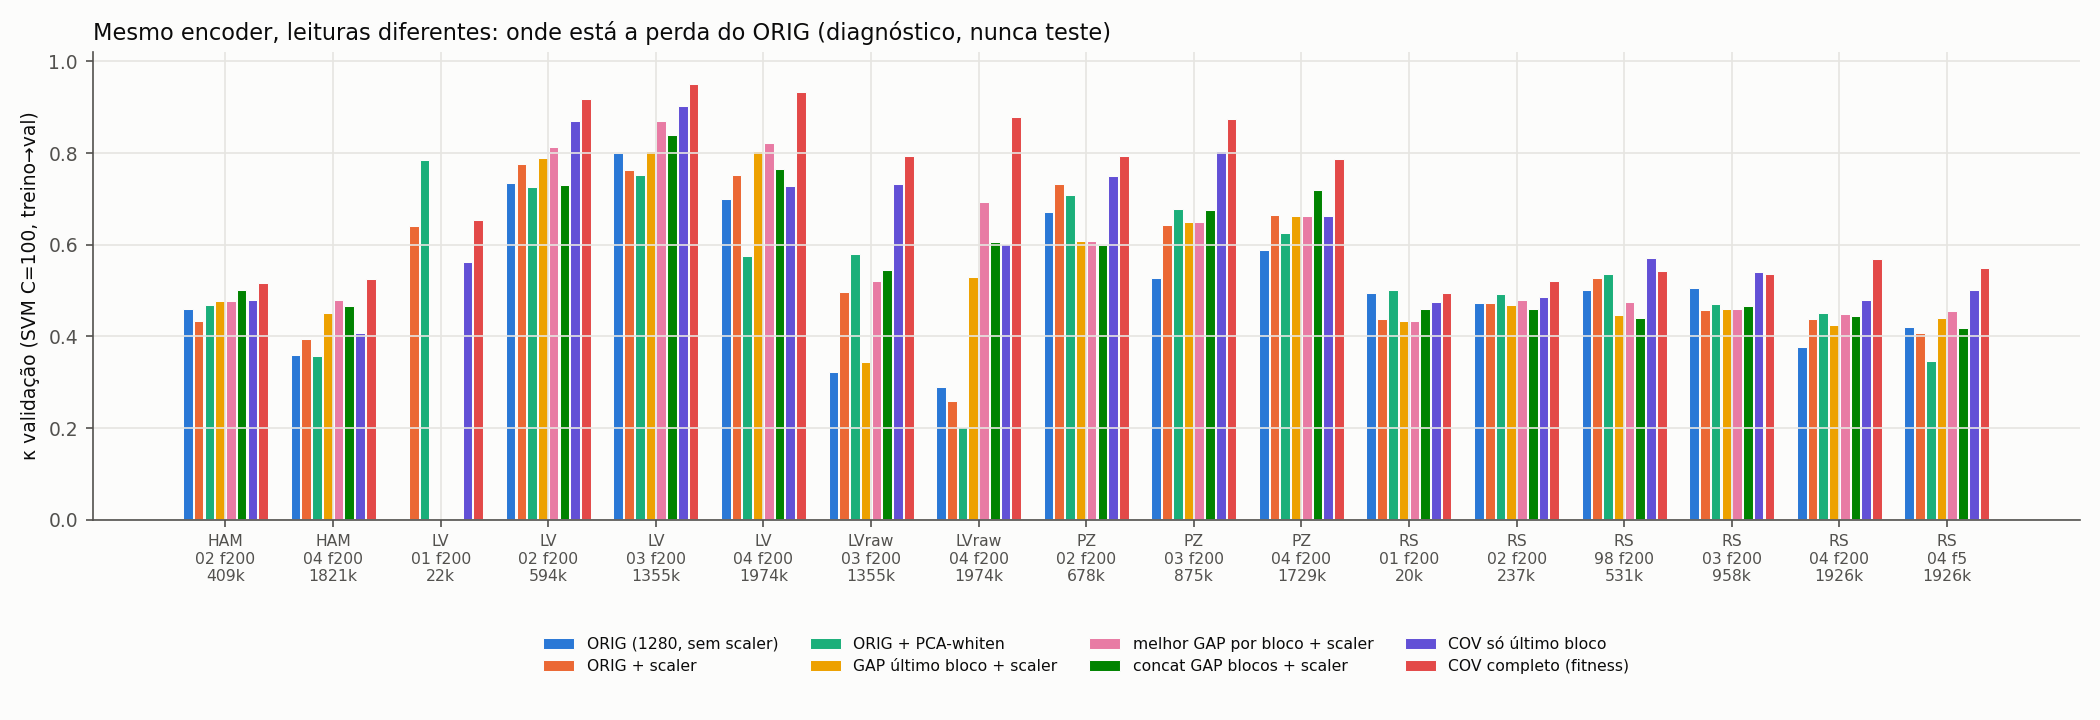 Mesmo encoder, leituras diferentes: onde está a perda do ORIG (diagnóstico, nunca teste)
κ validação (SVM C=100, treino→val)
1.0
0.8
0.6
0.4
0.2
0.0
HAM HAM LV LV LV LV LVraw LVraw PZ PZ PZ RS RS RS RS RS RS
02 f200 04 f200 01 f200 02 f200 03 f200 04 f200 03 f200 04 f200 02 f200 03 f200 04 f200 01 f200 02 f200 98 f200 03 f200 04 f200 04 f5
409k 1821k 22k 594k 1355k 1974k 1355k 1974k 678k 875k 1729k 20k 237k 531k 958k 1926k 1926k
ORIG (1280, sem scaler) ORIG + PCA-whiten melhor GAP por bloco + scaler COV só último bloco
ORIG + scaler GAP último bloco + scaler concat GAP blocos + scaler COV completo (fitness)